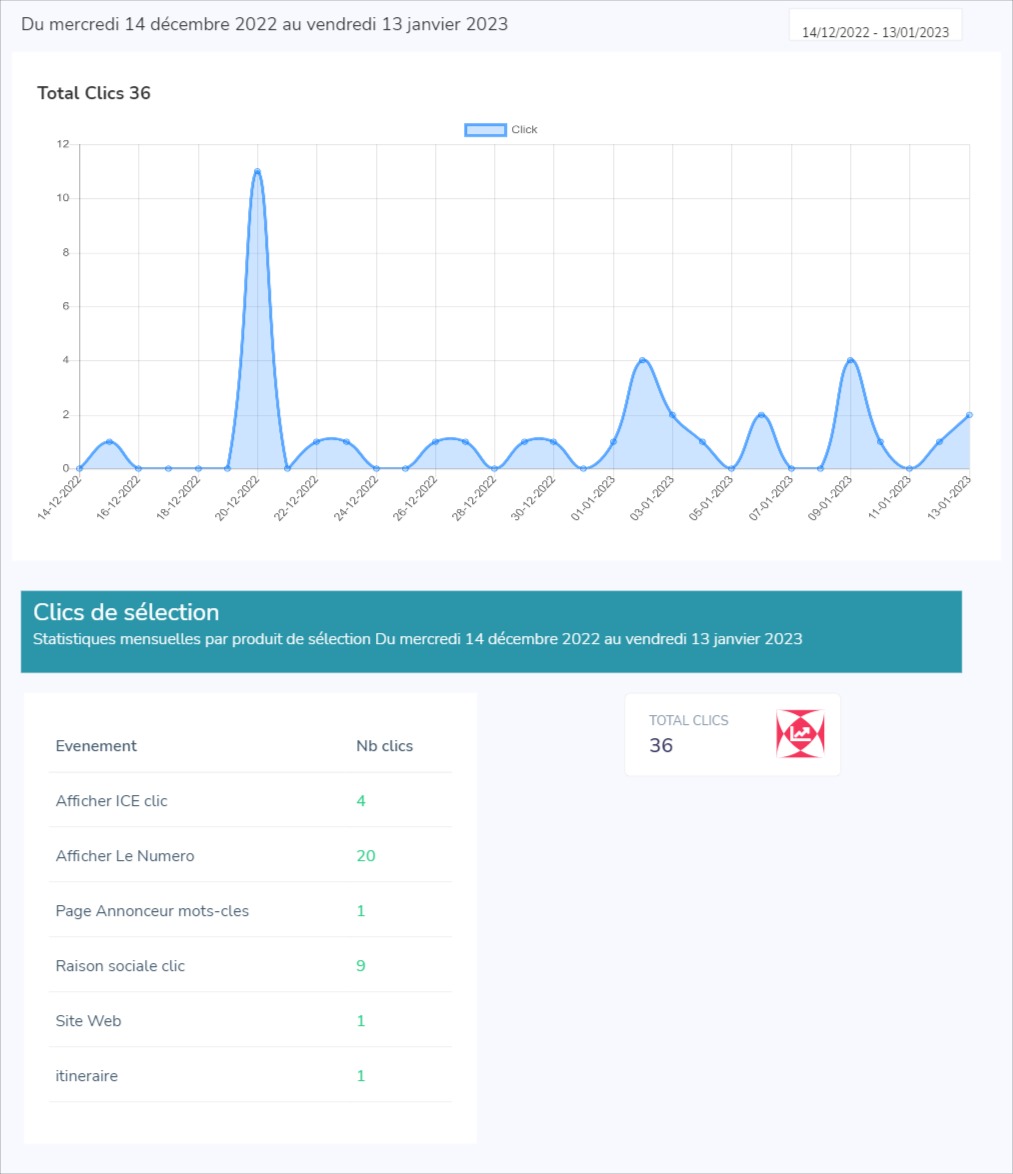 Du mercredi 14 décembre 2022 au vendredi 13 janvier 2023
14/12/2022 - 13/01/2023
Total Clics 36
Click
12
10
8
6
4
2
0
14-12-2022
16-12-2022
18-12-2022
20-12-2022
22-12-2022
24-12-2022
26-12-2022
28-12-2022
30-12-2022
01-01-2023
03-01-2023
05-01-2023
07-01-2023
09-01-2023
11-01-2023
13-01-2023
Clics de sélection
Statistiques mensuelles par produit de sélection Du mercredi 14 décembre 2022 au vendredi 13 janvier 2023
Evenement Nb clics
Afficher ICE clic 4
Afficher Le Numero 20
Page Annonceur mots-cles 1
Raison sociale clic 9
Site Web 1
itineraire 1
TOTAL CLICS
36